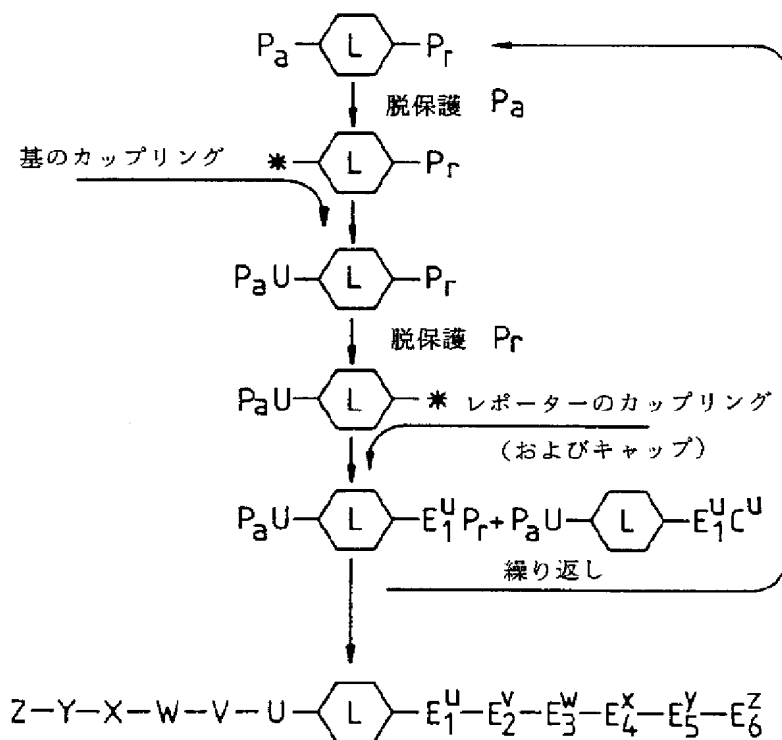 Pa—L—Pr
脱保護 Pa
基のカップリング *—L—Pr
PaU—L—Pr
脱保護 Pr
PaU—L—* レポーターのカップリング
(およびキャップ)
PaU—L—E₁ᵘPr+PaU—L—E₁ᵘCᵘ
繰り返し
Z—Y—X—W—V—U—L—E₁ᵘ—E₂ᵛ—E₃ʷ—E₄ˣ—E₅ʸ—E₆ᶻ